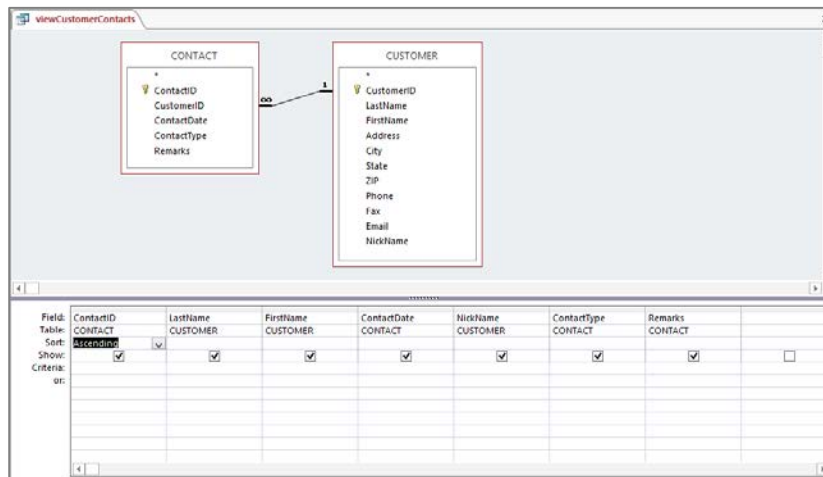 viewCustomerContacts
CONTACT
*
ContactID
CustomerID
ContactDate
ContactType
Remarks
∞
1
CUSTOMER
*
CustomerID
LastName
FirstName
Address
City
State
ZIP
Phone
Fax
Email
NickName
Field: ContactID LastName FirstName ContactDate NickName ContactType Remarks
Table: CONTACT CUSTOMER CUSTOMER CONTACT CUSTOMER CONTACT CONTACT
Sort: Ascending
Show:
Criteria:
or: